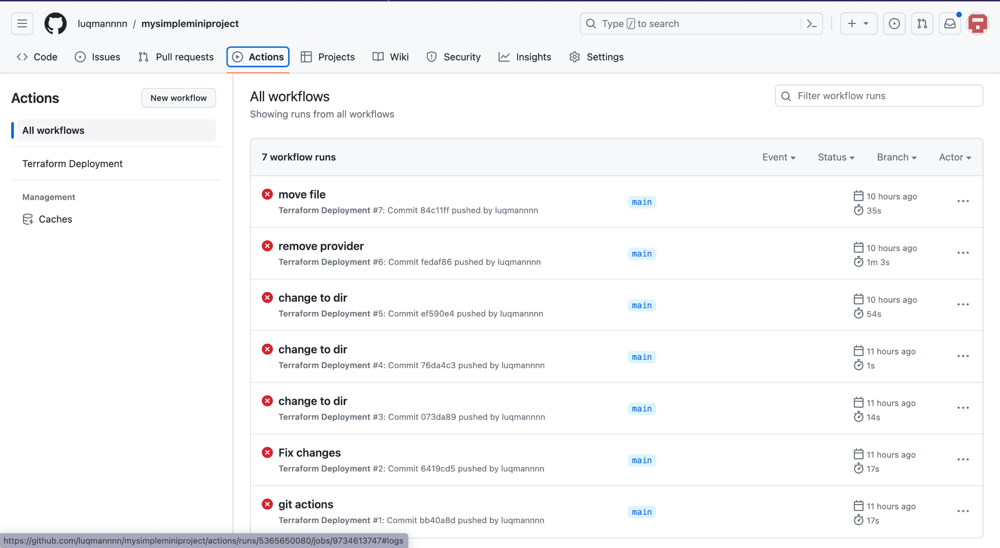 luqmannnn / mysimpleminiproject
Type / to search
Code Issues Pull requests Actions Projects Wiki Security Insights Settings
Actions
New workflow
All workflows
Terraform Deployment
Management
Caches
All workflows
Showing runs from all workflows
Filter workflow runs
7 workflow runs
Event Status Branch Actor
move file
Terraform Deployment #7: Commit 84c11ff pushed by luqmannnn
main
10 hours ago
35s
remove provider
Terraform Deployment #6: Commit fedaf86 pushed by luqmannnn
main
10 hours ago
1m 3s
change to dir
Terraform Deployment #5: Commit ef590e4 pushed by luqmannnn
main
10 hours ago
54s
change to dir
Terraform Deployment #4: Commit 76da4c3 pushed by luqmannnn
main
11 hours ago
1s
change to dir
Terraform Deployment #3: Commit 073da89 pushed by luqmannnn
main
11 hours ago
14s
Fix changes
Terraform Deployment #2: Commit 6419cd5 pushed by luqmannnn
main
11 hours ago
17s
git actions
Terraform Deployment #1: Commit bb40a8d pushed by luqmannnn
main
11 hours ago
17s
https://github.com/luqmannnn/mysimpleminiproject/actions/runs/5365650080/jobs/9734613747#logs